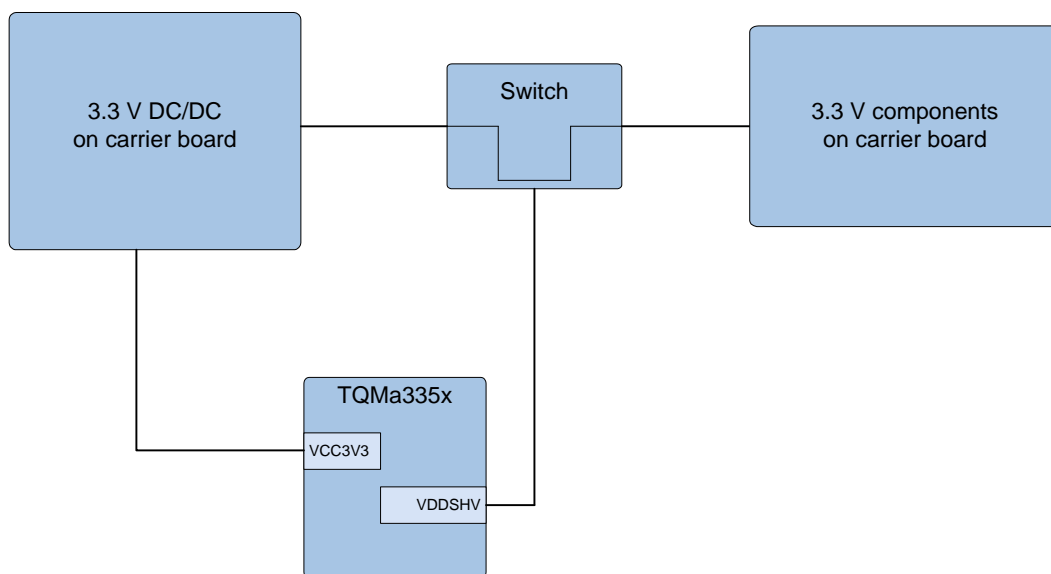 3.3 V DC/DC
on carrier board
Switch
3.3 V components
on carrier board
TQMa335x
VCC3V3
VDDSHV